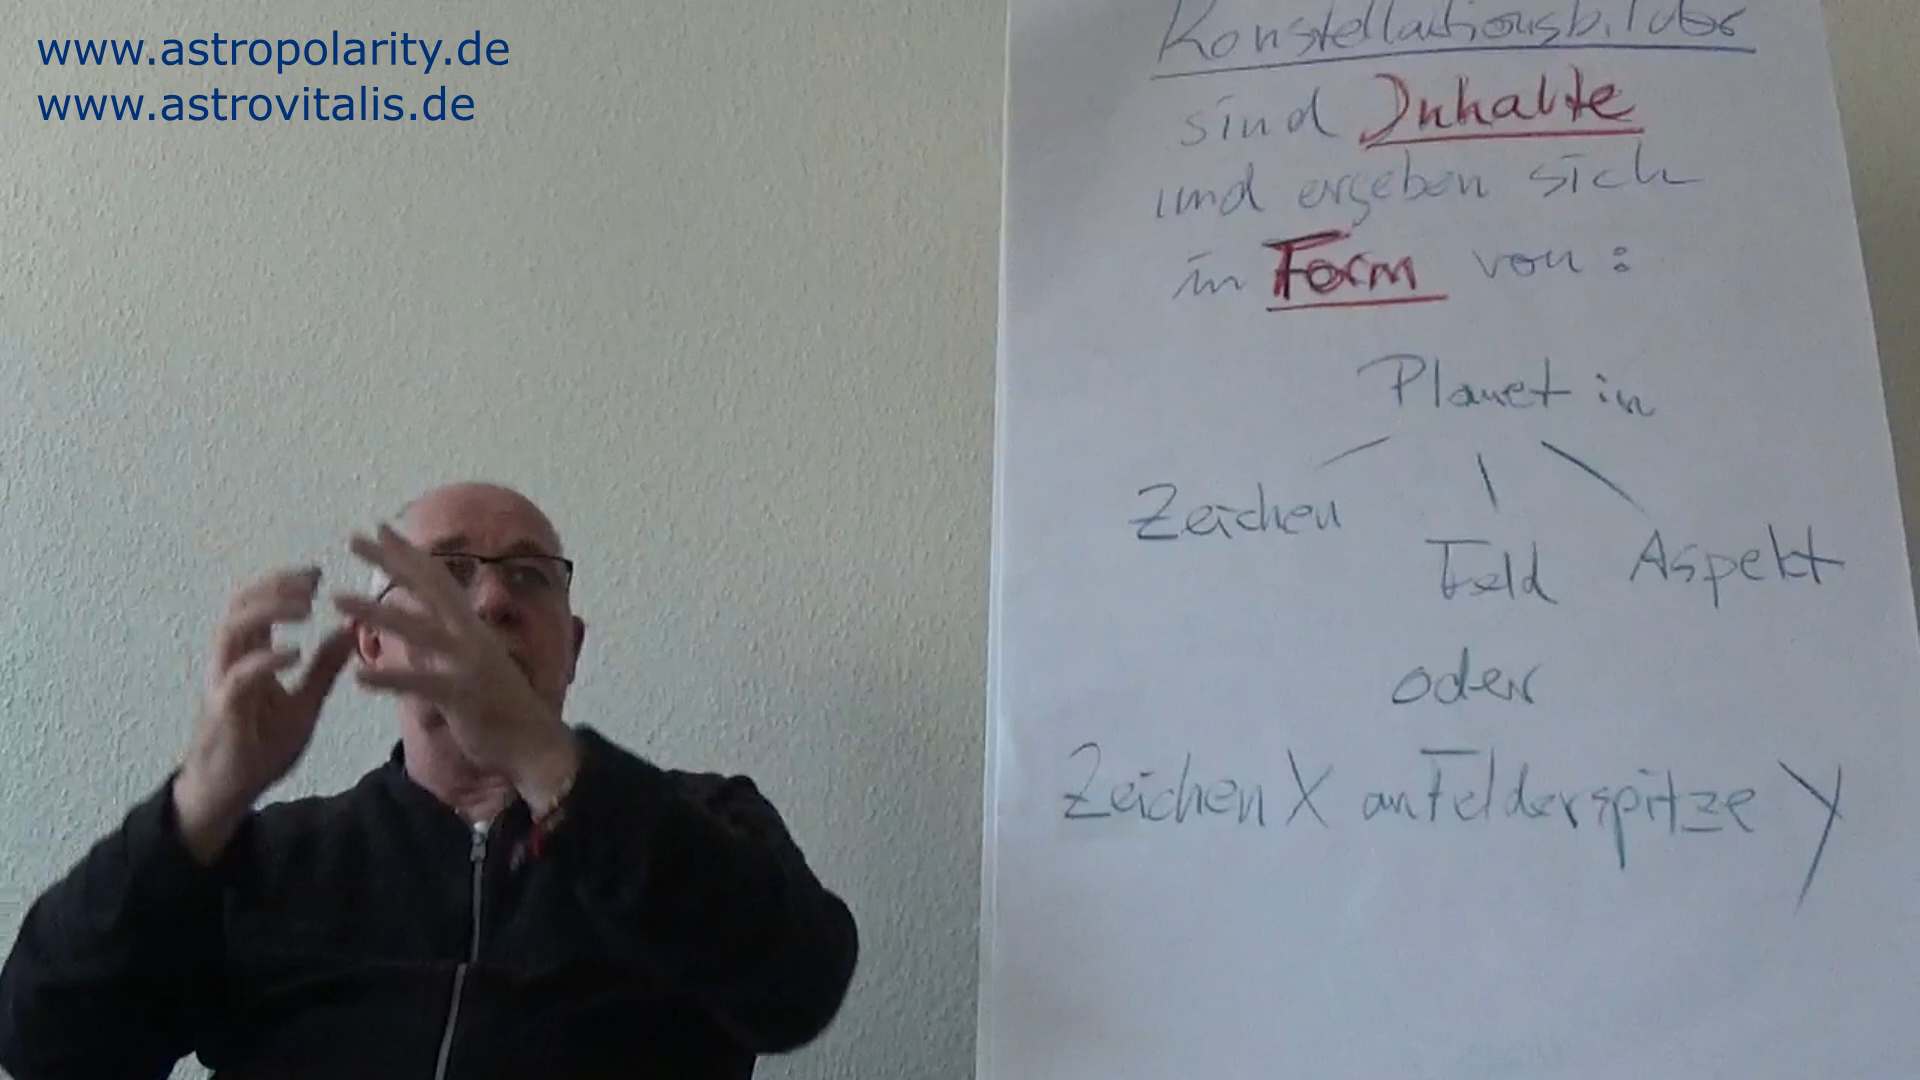 www.astropolarity.de
www.astrovitalis.de
Konstellationsbilder
sind Inhalte
und ergeben sich
in Form von:
Planet in
Zeichen
Feld
Aspekt
oder
Zeichen X an Felderspitze Y